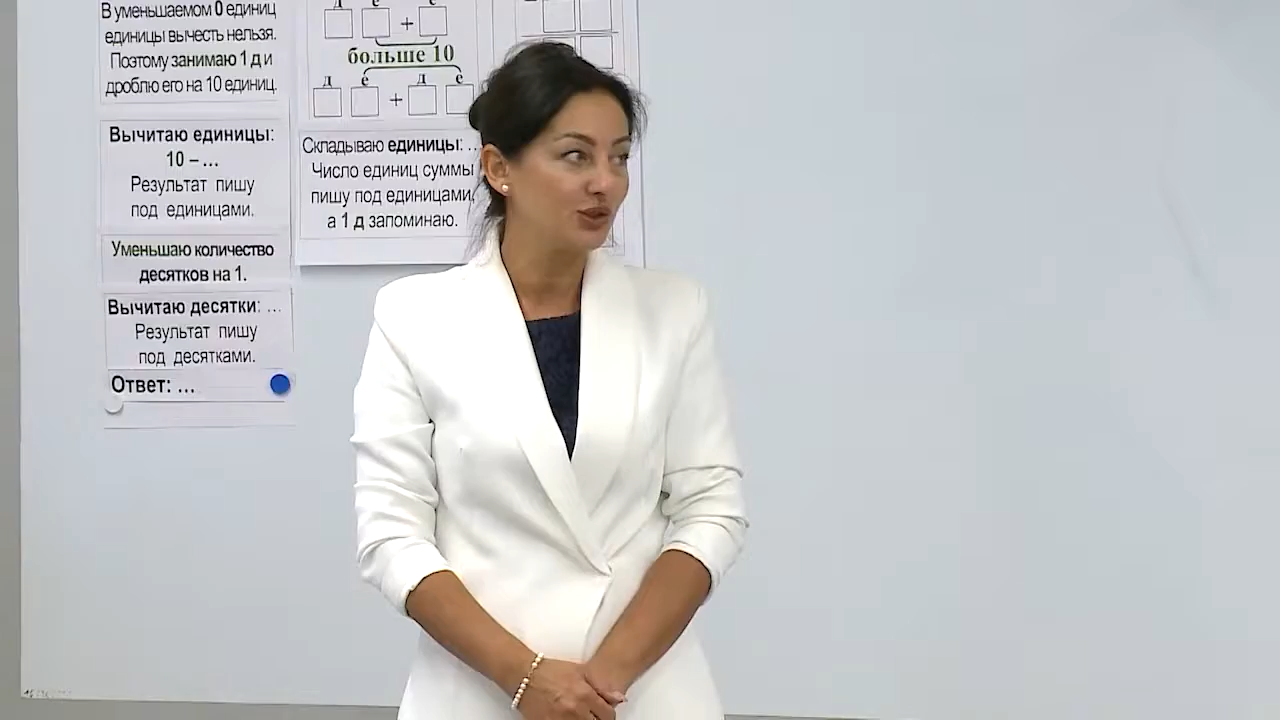 В уменьшаемом 0 единиц
единицы вычесть нельзя.
Поэтому занимаю 1 д и
дроблю его на 10 единиц.
Вычитаю единицы:
10 – ...
Результат пишу
под единицами.
Уменьшаю количество
десятков на 1.
Вычитаю десятки: ...
Результат пишу
под десятками.
Ответ: ...
д е + е
больше 10
д е + д е
Складываю единицы: ...
Число единиц суммы
пишу под единицами,
а 1 д запоминаю.